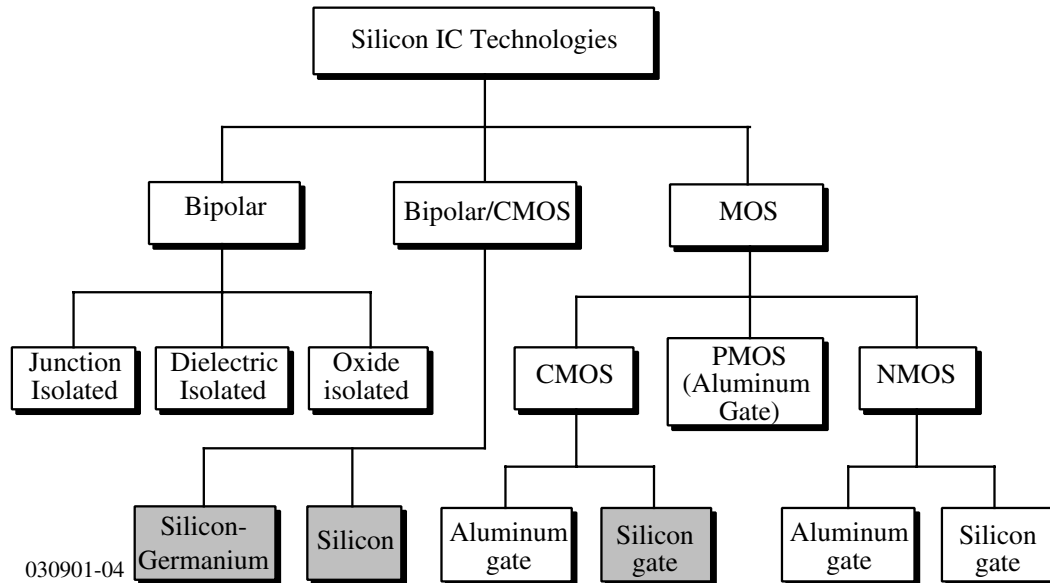 Silicon IC Technologies
Bipolar
Bipolar/CMOS
MOS
Junction
Isolated
Dielectric
Isolated
Oxide
isolated
CMOS
PMOS
(Aluminum
Gate)
NMOS
Silicon-
Germanium
Silicon
Aluminum
gate
Silicon
gate
Aluminum
gate
Silicon
gate
030901-04